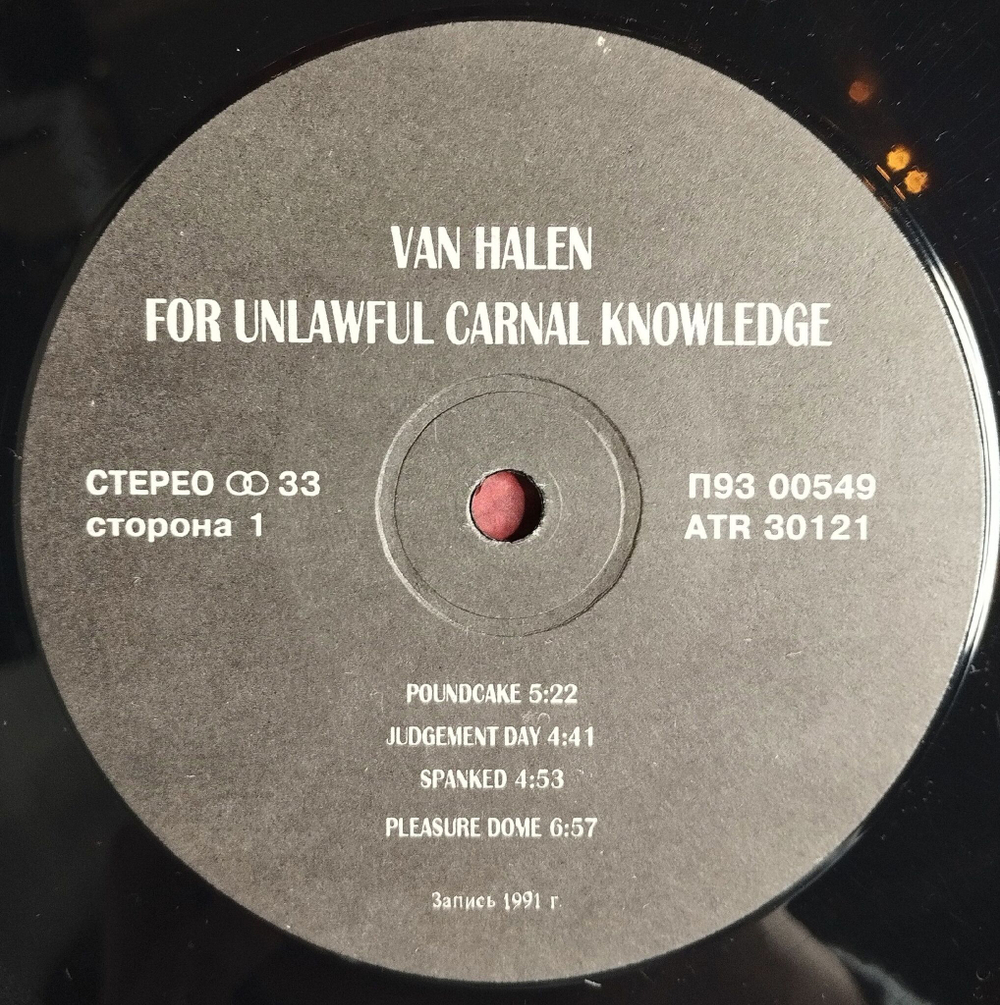 VAN HALEN
FOR UNLAWFUL CARNAL KNOWLEDGE
СТЕРЕО ꝏ 33
сторона 1
П93 00549
ATR 30121
POUNDCAKE 5:22
JUDGEMENT DAY 4:41
SPANKED 4:53
PLEASURE DOME 6:57
Запись 1991 г.